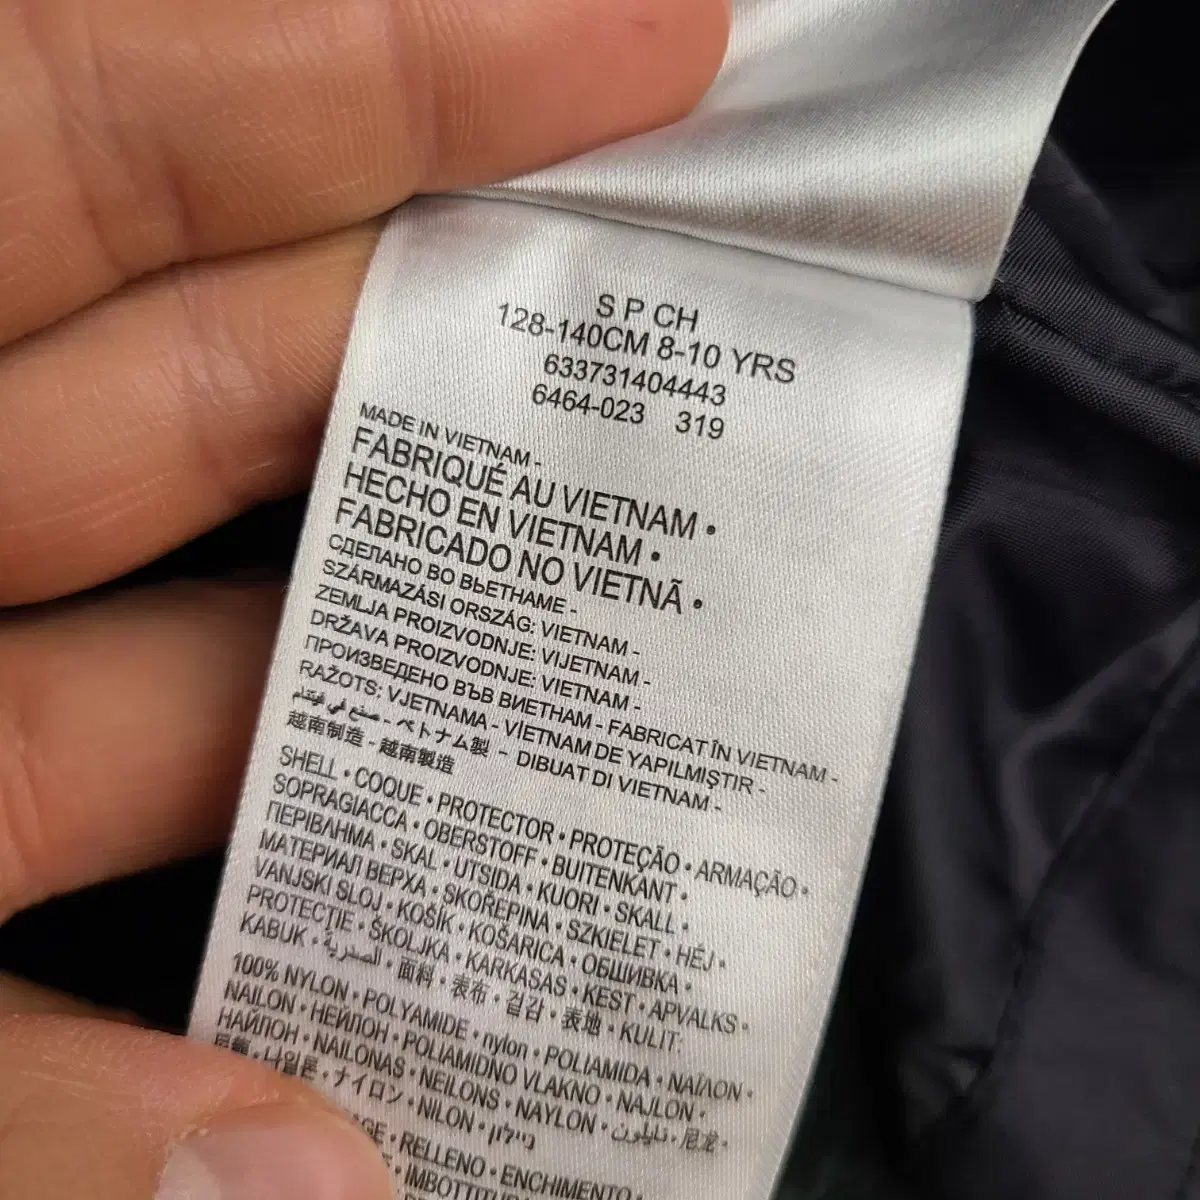 S P CH
128-140CM 8-10 YRS
633731404443
6464-023 319
MADE IN VIETNAM -
FABRIQUÉ AU VIETNAM •
HECHO EN VIETNAM •
FABRICADO NO VIETNÃ •
СДЕЛАНО ВО ВЬЕТНАМЕ -
SZÁRMAZÁSI ORSZÁG: VIETNAM -
ZEMLJA PROIZVODNJE: VIJETNAM -
DRŽAVA PROIZVODNJE: VIETNAM -
ПРОИЗВЕДЕНО ВЪВ ВИЕТНАМ - FABRICAT ÎN VIETNAM -
RAŽOTS: VJETNAMA - VİETNAM DE YAPILMIŞTIR -
صنع في فيتنام - ベトナム製 - DIBUAT DI VIETNAM -
越南制造 - 越南製造
SHELL • COQUE • PROTECTOR • PROTEÇÃO • ARMAÇÃO •
SOPRAGIACCA • OBERSTOFF • BUITENKANT •
ΠΕΡΙΒΛΗΜΑ • SKAL • UTSIDA • KUORI • SKALL •
МАТЕРИАЛ ВЕРХА • SKOŘEPINA • SZKIELET • HÉJ •
VANJSKI SLOJ • KOŠÍK • KOŠARICA • ОБШИВКА •
PROTECŢIE • ŠKOLJKA • KARKASAS • KEST • APVALKS •
KABUK • الصدرية • 面料 • 表布 • 겉감 • 表地 • KULIT:
100% NYLON • POLYAMIDE • nylon • POLIAMIDA • ΝΑΪΛΟΝ •
NAILON • НЕЙЛОН • POLIAMIDNO VLAKNO • NAJLON •
НАЙЛОН • NAILONAS • NEILONS • NAYLON • نايلون • 尼龙 •
尼龍 • 나일론 • ナイロン • NILON • ניילון
• RELLENO • ENCHIMENTO •